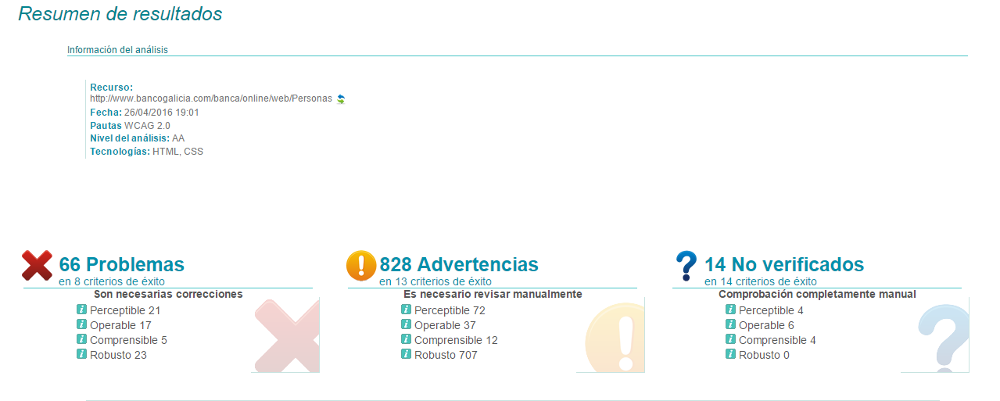 Resumen de resultados
Información del análisis
Recurso:
http://www.bancogalicia.com/banca/online/web/Personas
Fecha: 26/04/2016 19:01
Pautas WCAG 2.0
Nivel del análisis: AA
Tecnologías: HTML, CSS
66 Problemas
en 8 criterios de éxito
Son necesarias correcciones
Perceptible 21
Operable 17
Comprensible 5
Robusto 23
828 Advertencias
en 13 criterios de éxito
Es necesario revisar manualmente
Perceptible 72
Operable 37
Comprensible 12
Robusto 707
14 No verificados
en 14 criterios de éxito
Comprobación completamente manual
Perceptible 4
Operable 6
Comprensible 4
Robusto 0